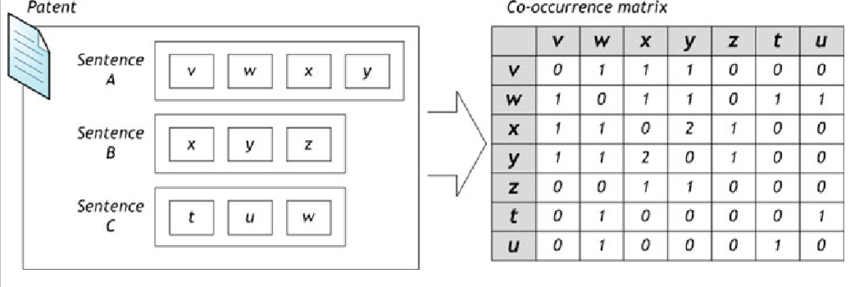 Patent
Co-occurrence matrix
Sentence A
v w x y
Sentence B
x y z
Sentence C
t u w
v w x y z t u
v 0 1 1 1 0 0 0
w 1 0 1 1 0 1 1
x 1 1 0 2 1 0 0
y 1 1 2 0 1 0 0
z 0 0 1 1 0 0 0
t 0 1 0 0 0 0 1
u 0 1 0 0 0 1 0